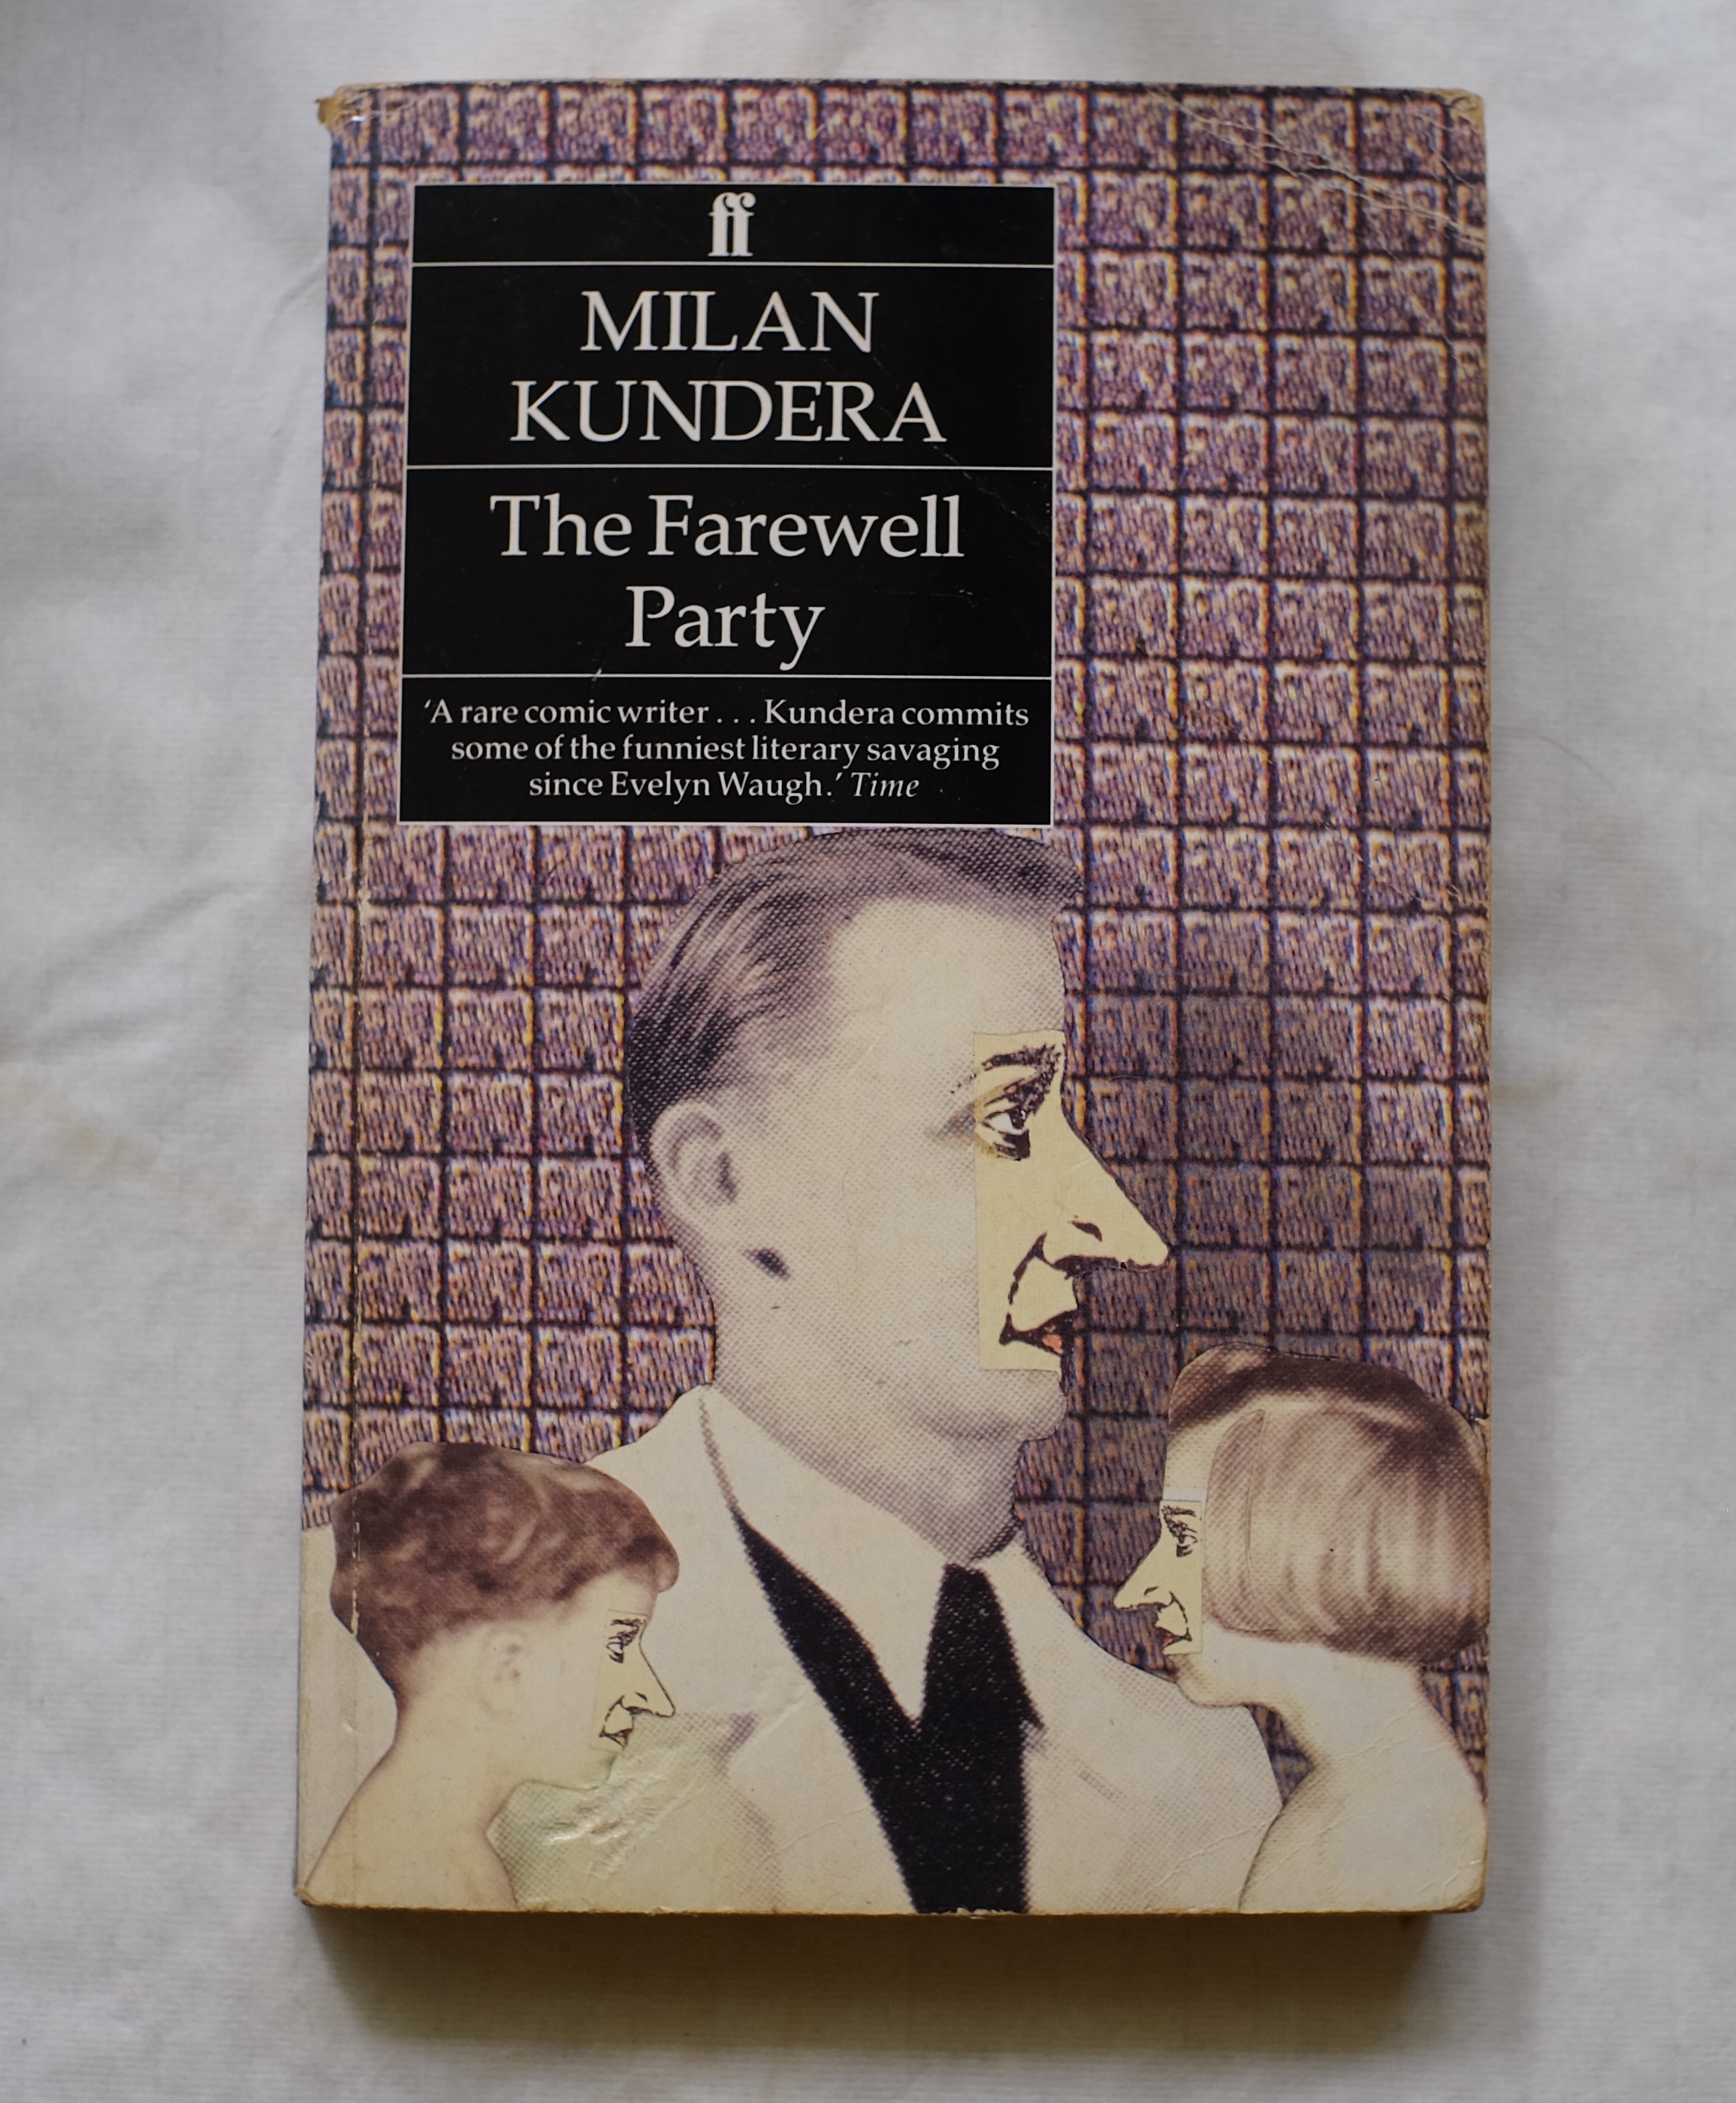 ff
MILAN
KUNDERA
The Farewell
Party
‘A rare comic writer . . . Kundera commits
some of the funniest literary savaging
since Evelyn Waugh.’ Time